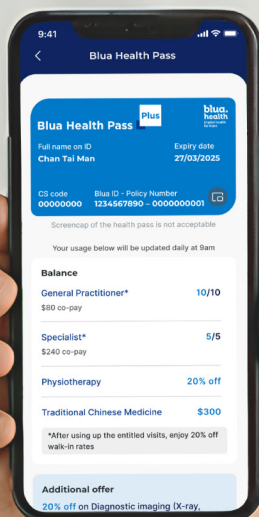 9:41
Blua Health Pass
Blua Health Pass Plus
blua.
health
Full name on ID
Expiry date
Chan Tai Man
27/03/2025
CS code
Blua ID - Policy Number
00000000
1234567890 – 0000000001
Screencap of the health pass is not acceptable
Your usage below will be updated daily at 9am
Balance
General Practitioner*
10/10
$80 co-pay
Specialist*
5/5
$240 co-pay
Physiotherapy
20% off
Traditional Chinese Medicine
$300
*After using up the entitled visits, enjoy 20% off
walk-in rates
Additional offer
20% off on Diagnostic imaging (X-ray,